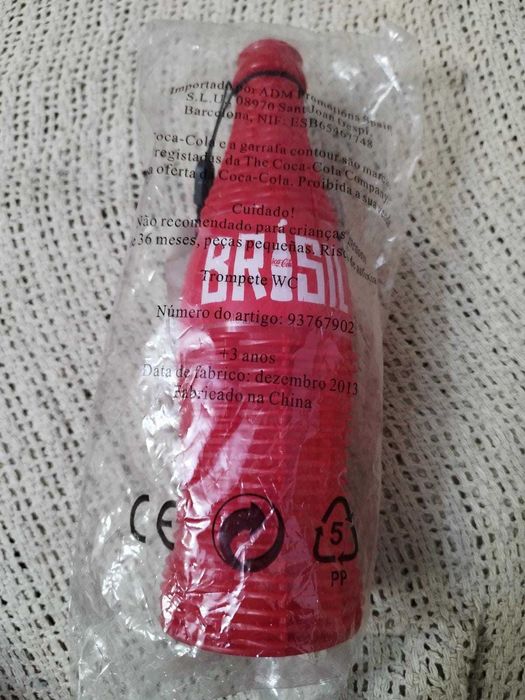 Importado por ADM Promotions Spain
S.L.U. 08970 Sant Joan Despi
Barcelona, NIF:
oca-Cola e a garrafa contour são marcas
registadas da The Coca-Cola Company
a oferta da Coca-Cola. Proibida a sua
Cuidado!
Não recomendado para crianças
e 36 meses, peças pequenas.
BRASIL
Coca-Cola
Trompete WC
Número do artigo: 93767902
+3 anos
Data de fabrico: dezembro 2013
Fabricado na China
CE
5
PP